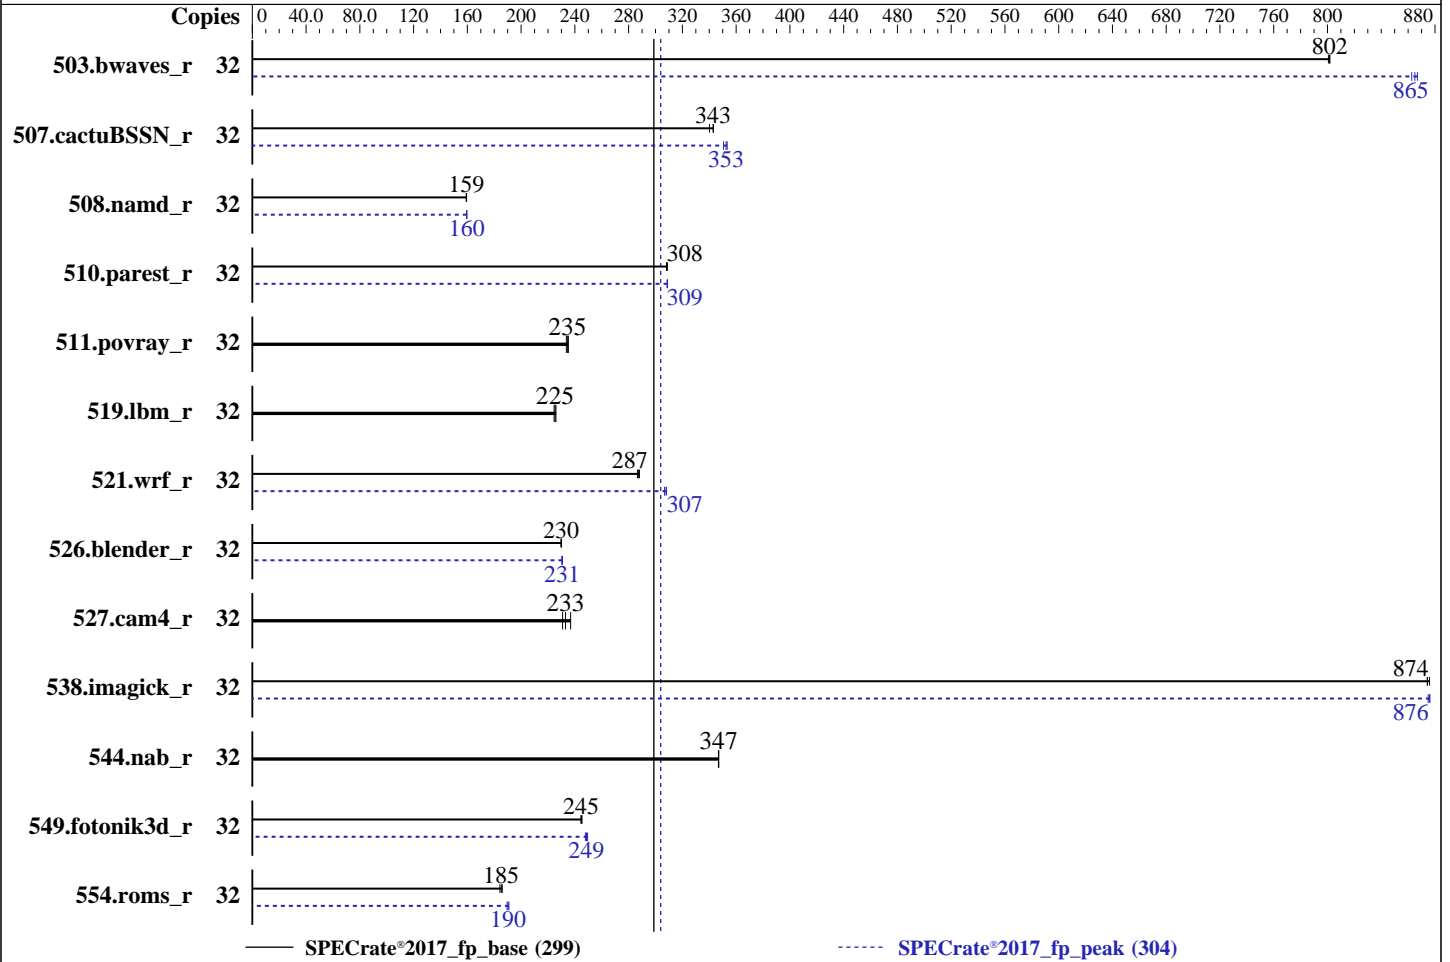 Copies 0 40.0 80.0 120 160 200 240 280 320 360 400 440 480 520 560 600 640 680 720 760 800 880
503.bwaves_r 32 802
865
507.cactuBSSN_r 32 343
353
508.namd_r 32 159
160
510.parest_r 32 308
309
511.povray_r 32 235
519.lbm_r 32 225
521.wrf_r 32 287
307
526.blender_r 32 230
231
527.cam4_r 32 233
538.imagick_r 32 874
876
544.nab_r 32 347
549.fotonik3d_r 32 245
249
554.roms_r 32 185
190
SPECrate®2017_fp_base (299) SPECrate®2017_fp_peak (304)